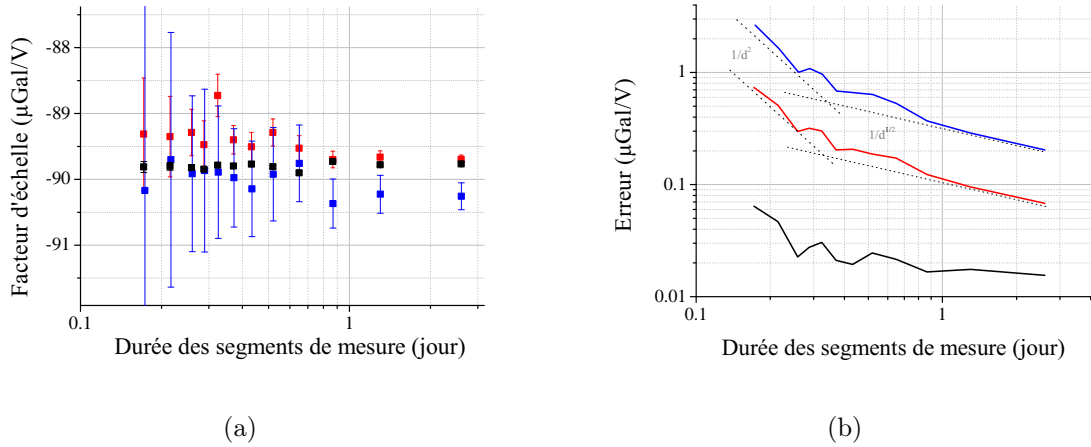 Facteur d'échelle (µGal/V)
-88
-89
-90
-91
0.1
1
Durée des segments de mesure (jour)
(a)
Erreur (µGal/V)
1
0.1
0.01
1/d²
1/d^{1/2}
0.1
1
Durée des segments de mesure (jour)
(b)